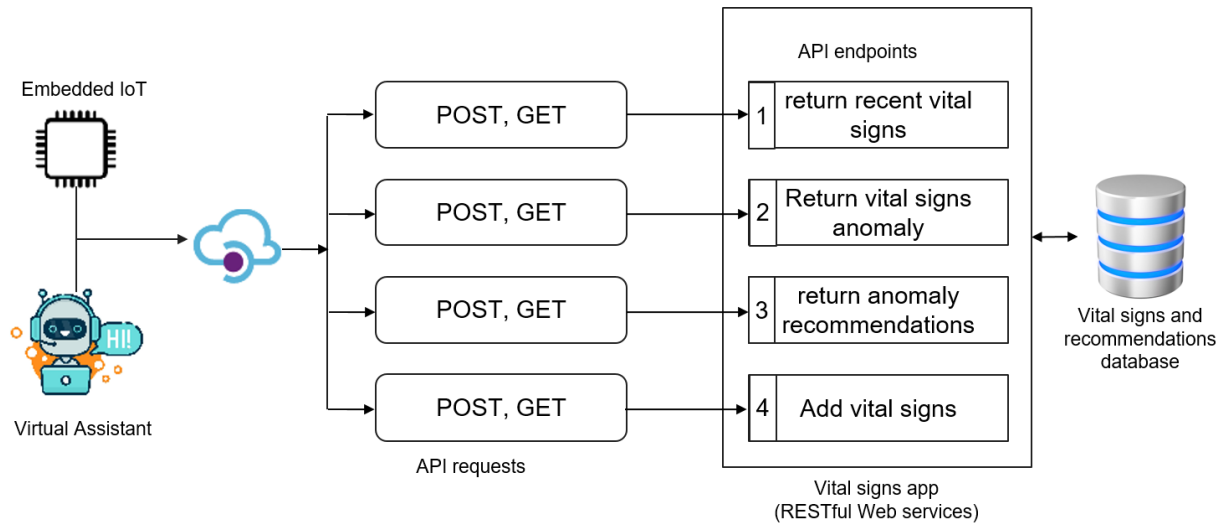 Embedded IoT
HI!
Virtual Assistant
POST, GET
POST, GET
POST, GET
POST, GET
API requests
API endpoints
1
return recent vital
signs
2
Return vital signs
anomaly
3
return anomaly
recommendations
4
Add vital signs
Vital signs app
(RESTful Web services)
Vital signs and
recommendations
database